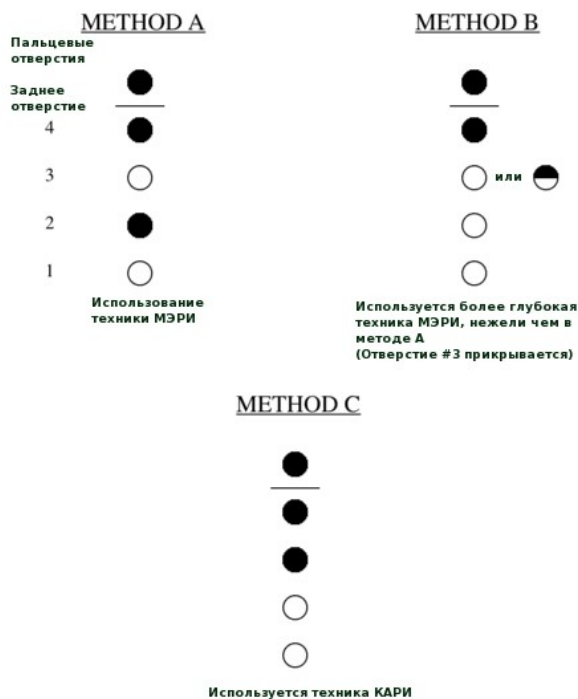 METHOD A
METHOD B
Пальцевые
отверстия
Заднее
отверстие
4
3
или
2
1
Использование
техники МЭРИ
Используется более глубокая
техника МЭРИ, нежели чем в
методе А
(Отверстие #3 прикрывается)
METHOD C
Используется техника КАРИ